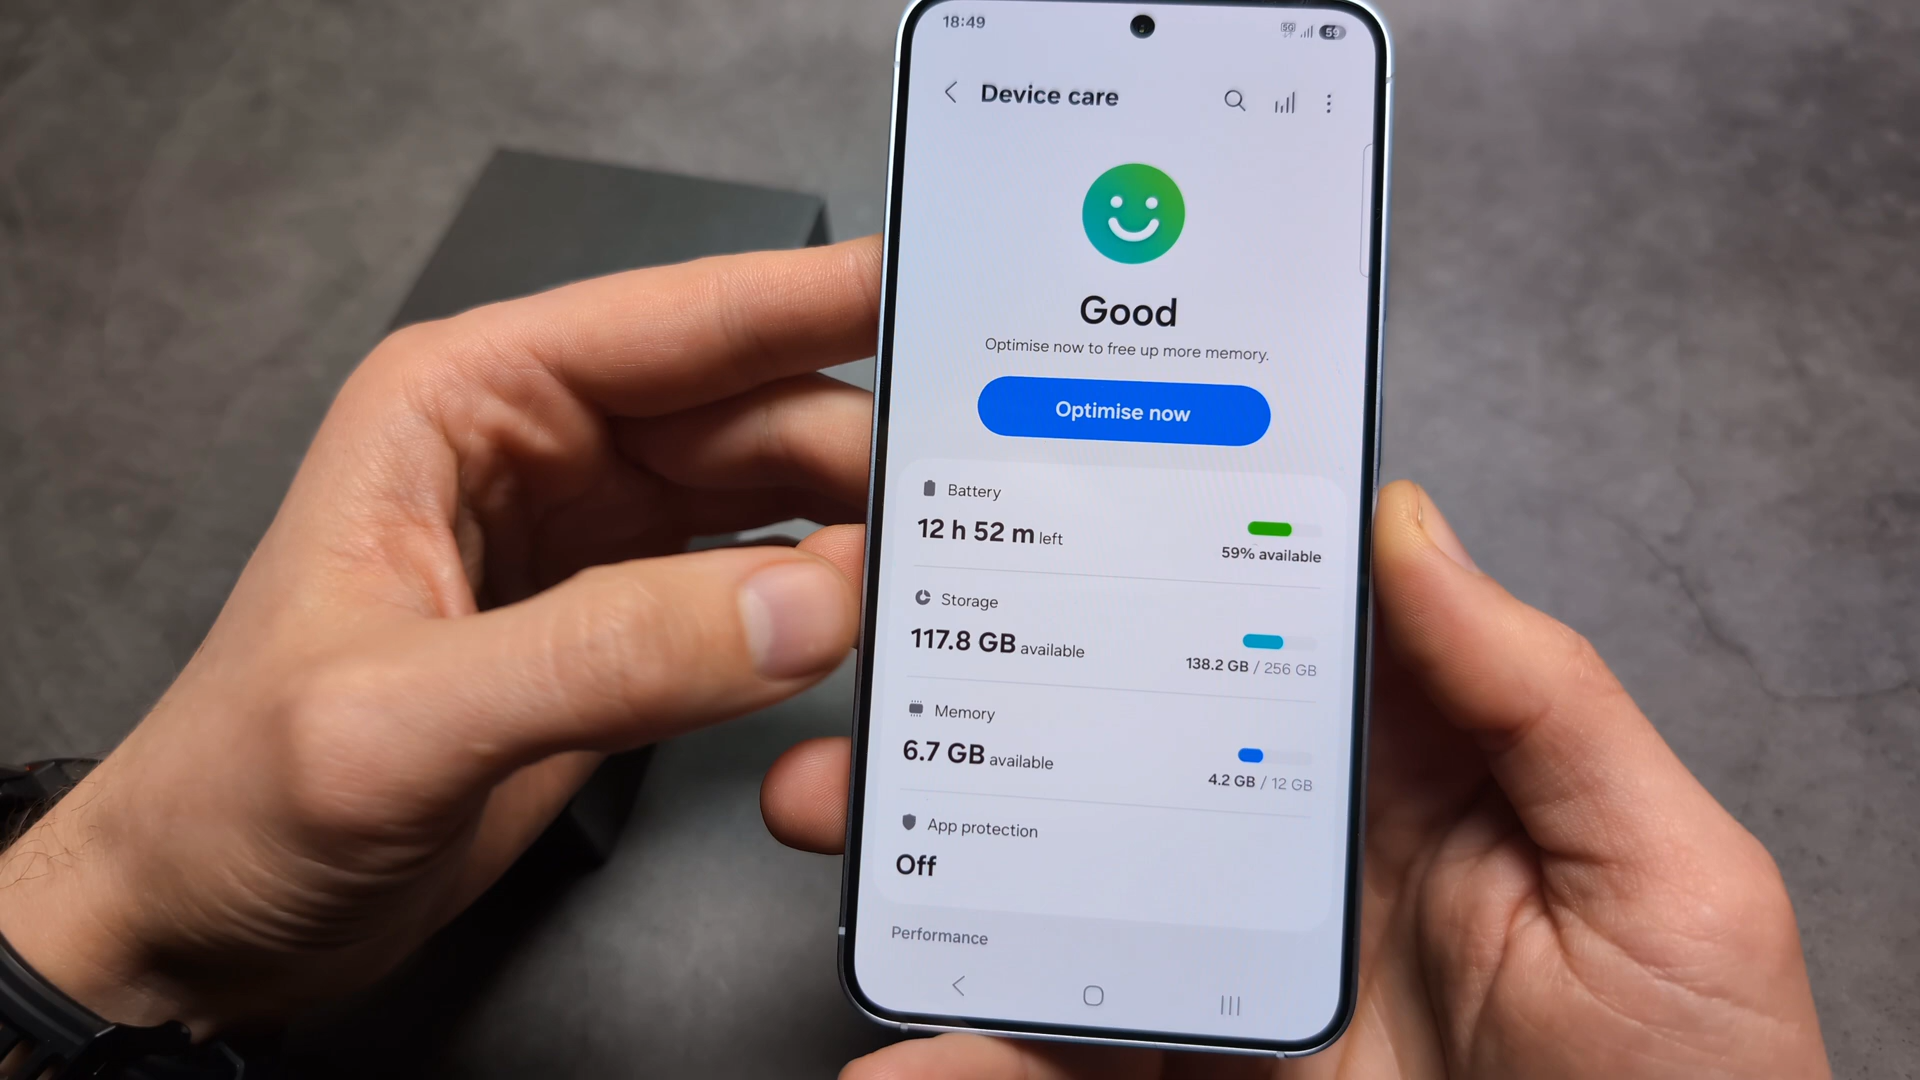 18:49
5G
59
Device care
Good
Optimise now to free up more memory.
Optimise now
Battery
12 h 52 m left
59% available
Storage
117.8 GB available
138.2 GB / 256 GB
Memory
6.7 GB available
4.2 GB / 12 GB
App protection
Off
Performance